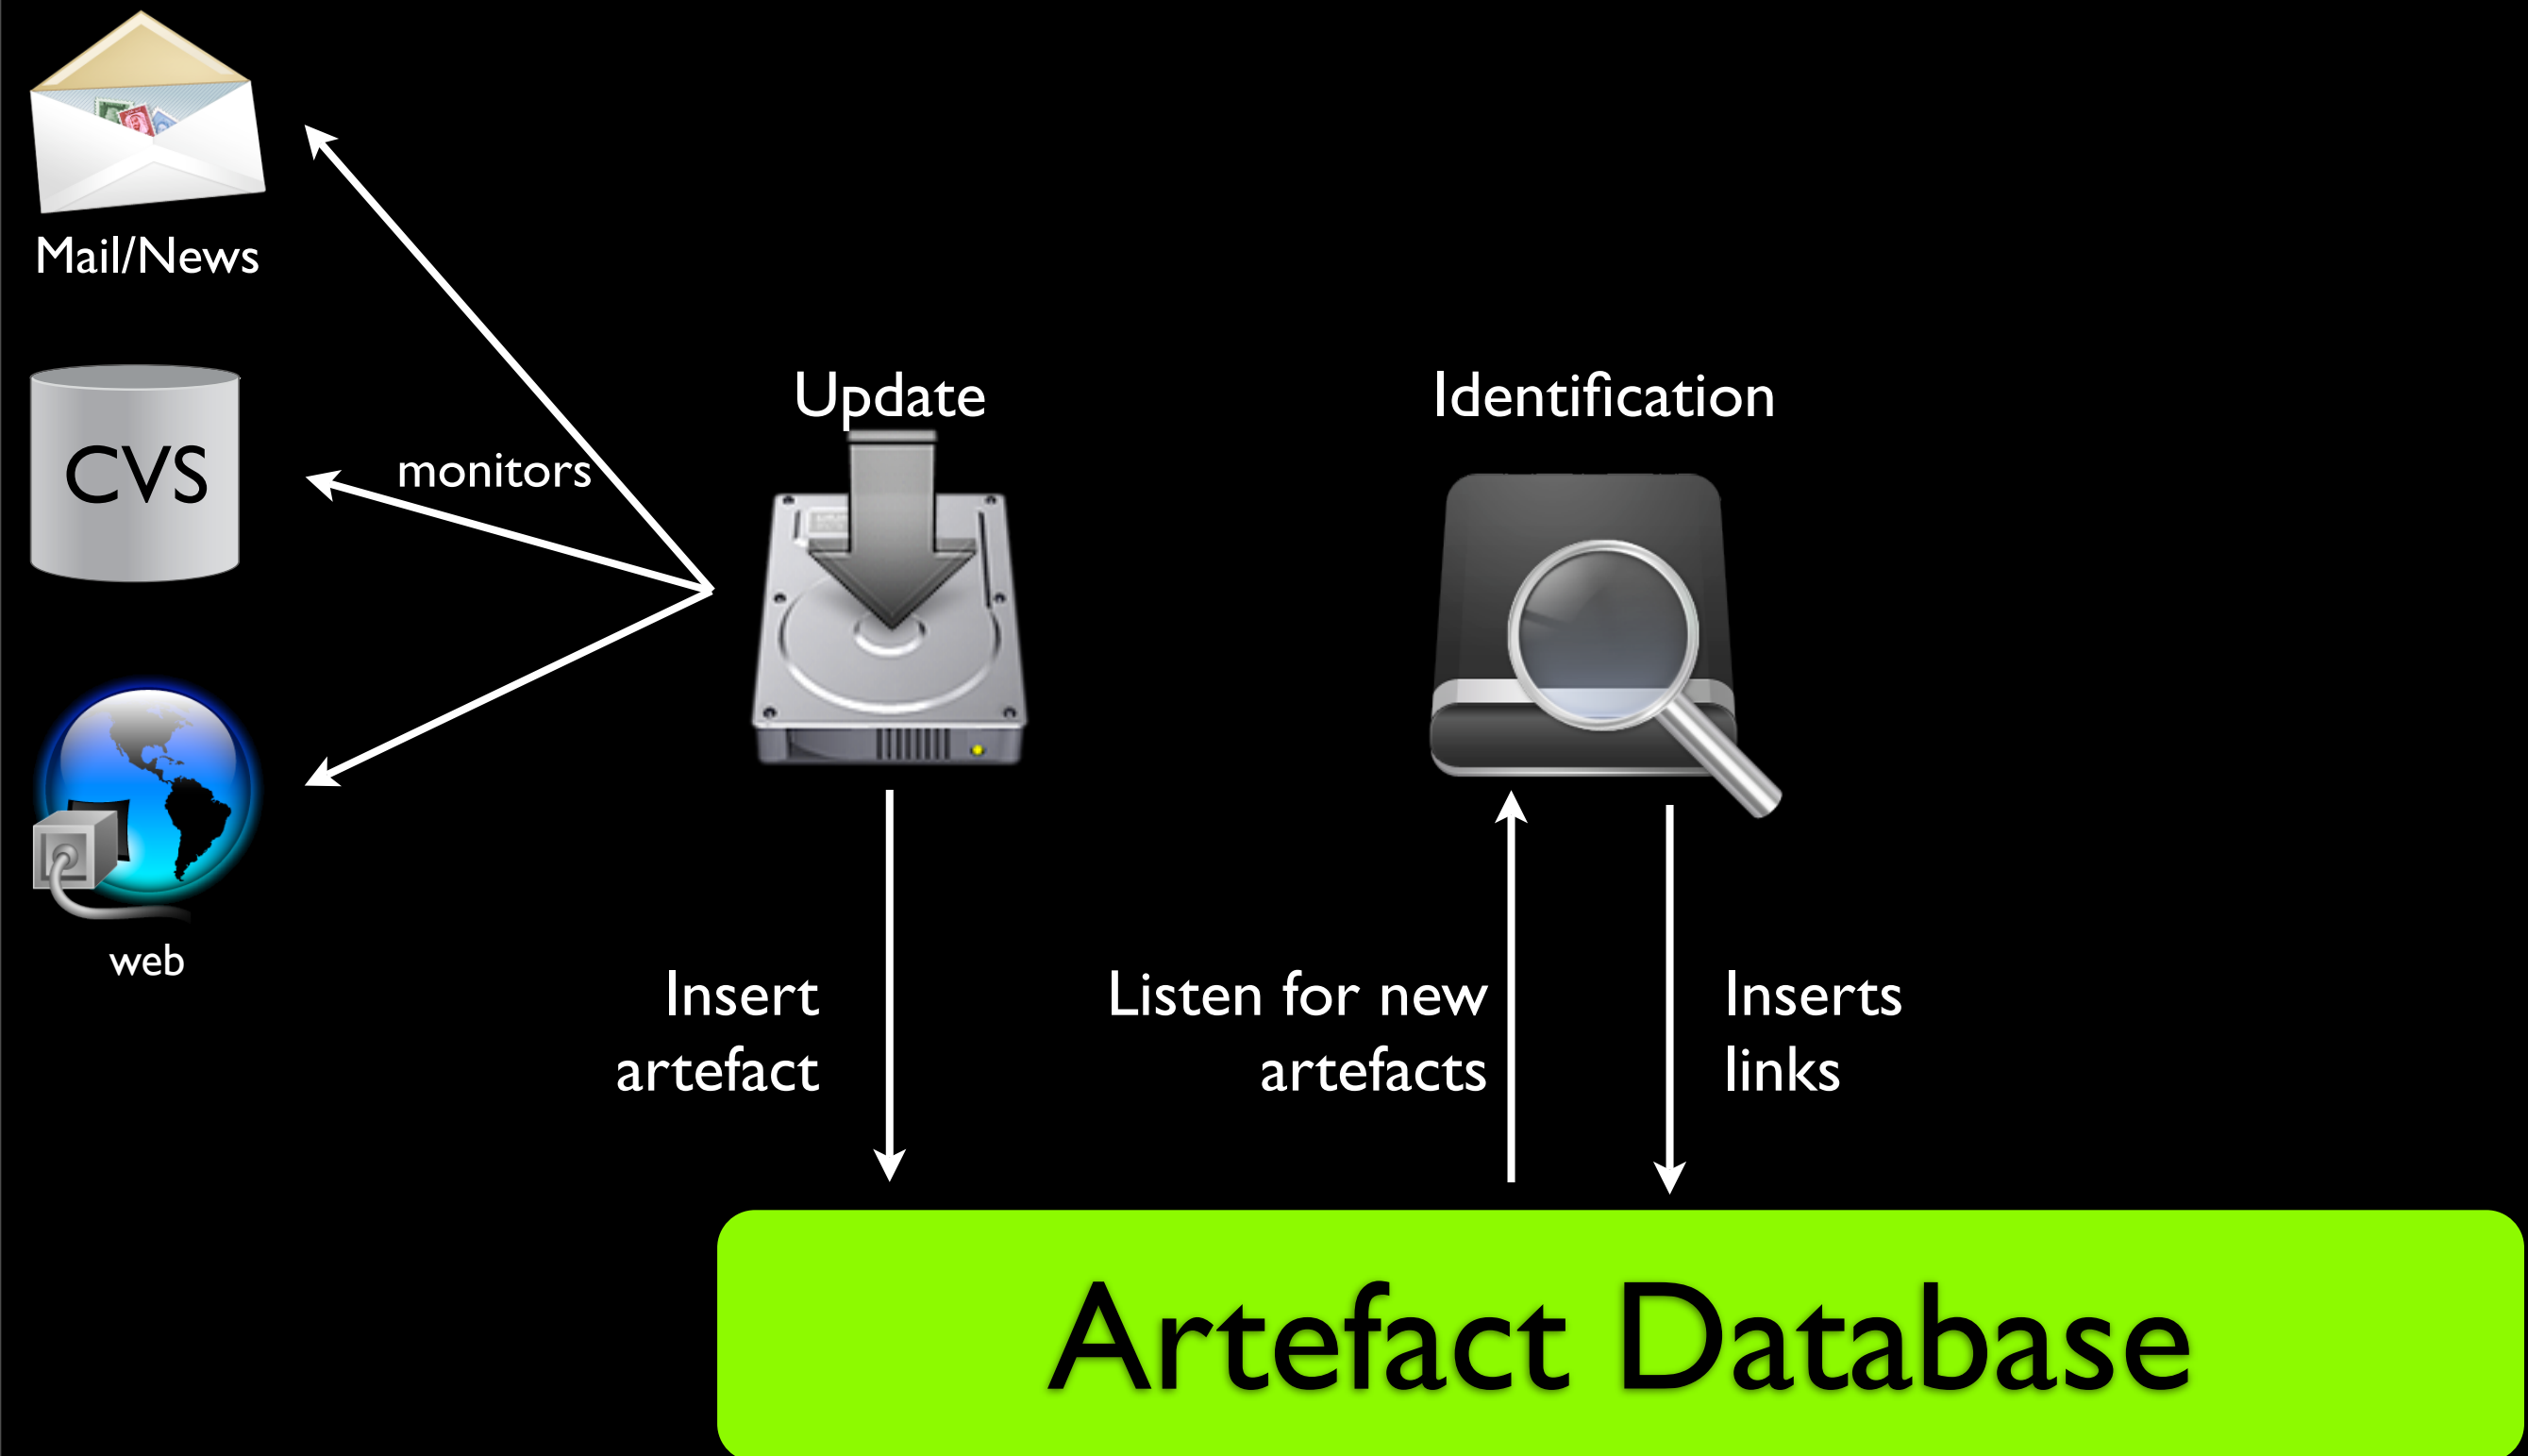 Mail/News
CVS
web
monitors
Update
Identification
Insert
artefact
Listen for new
artefacts
Inserts
links
Artefact Database